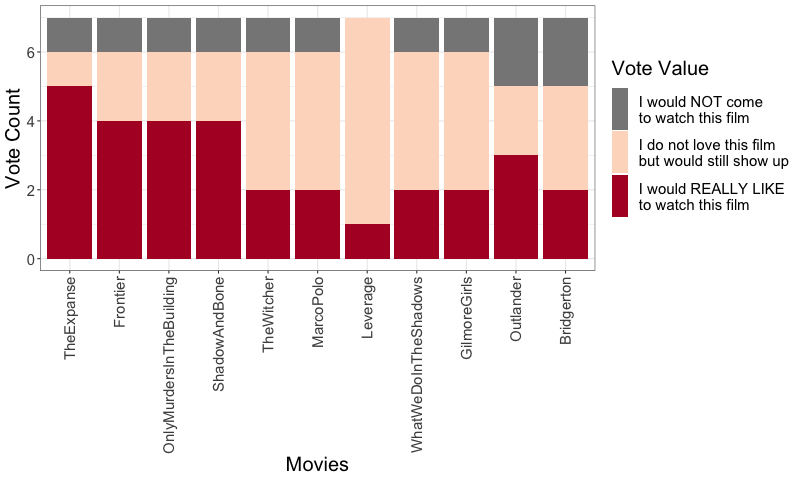 Vote Count
6
4
2
0
TheExpanse
Frontier
OnlyMurdersInTheBuilding
ShadowAndBone
TheWitcher
MarcoPolo
Leverage
WhatWeDoInTheShadows
GilmoreGirls
Outlander
Bridgerton
Movies
Vote Value
I would NOT come
to watch this film
I do not love this film
but would still show up
I would REALLY LIKE
to watch this film